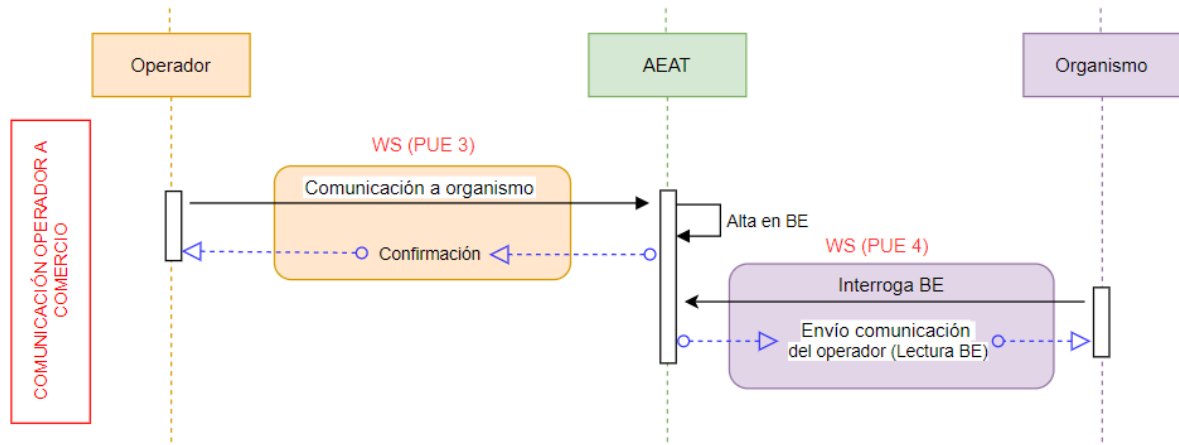 Operador
AEAT
Organismo
COMUNICACIÓN OPERADOR A
COMERCIO
WS (PUE 3)
Comunicación a organismo
Alta en BE
Confirmación
WS (PUE 4)
Interroga BE
Envío comunicación
del operador (Lectura BE)